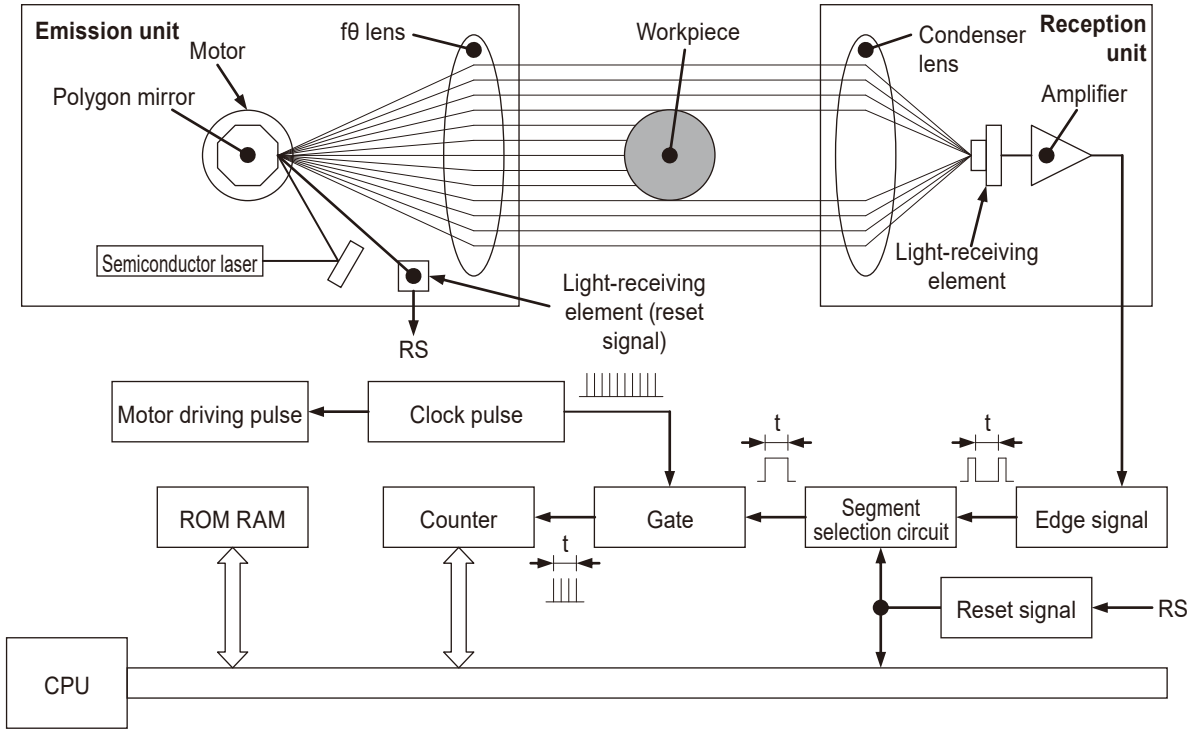 Emission unit
Motor
Polygon mirror
fθ lens
Workpiece
Condenser
lens
Reception
unit
Amplifier
Semiconductor laser
Light-receiving
element (reset
signal)
RS
Light-receiving
element
Motor driving pulse
Clock pulse
t
t
ROM RAM
Counter
Gate
Segment
selection circuit
Edge signal
t
Reset signal
RS
CPU